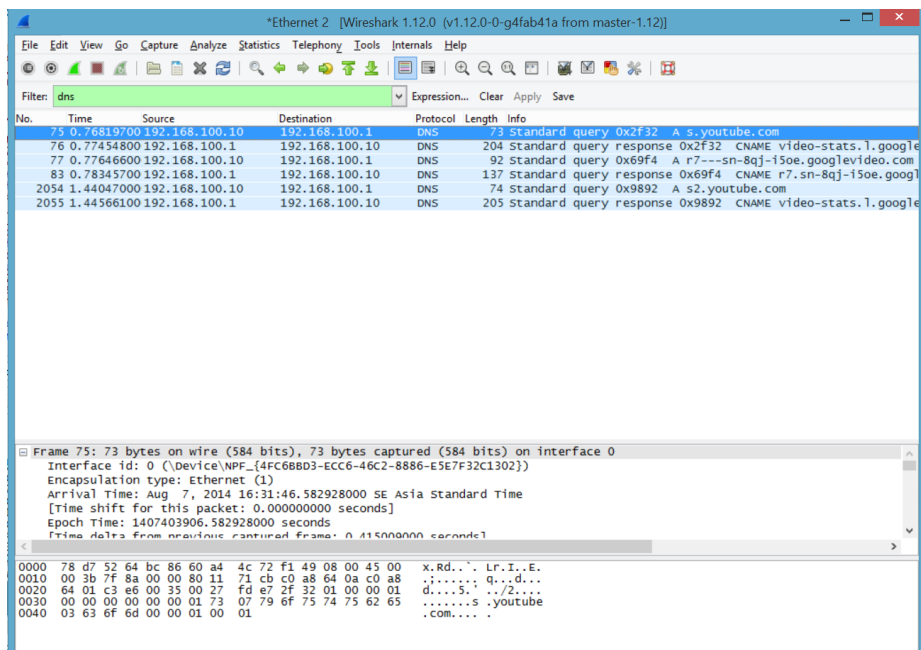 *Ethernet 2 [Wireshark 1.12.0 (v1.12.0-0-g4fab41a from master-1.12)]
File Edit View Go Capture Analyze Statistics Telephony Tools Internals Help
Filter: dns Expression... Clear Apply Save
No. Time Source Destination Protocol Length Info
75 0.76819700 192.168.100.10 192.168.100.1 DNS 73 Standard query 0x2f32 A s.youtube.com
76 0.77454800 192.168.100.1 192.168.100.10 DNS 204 Standard query response 0x2f32 CNAME video-stats.l.google
77 0.77646600 192.168.100.10 192.168.100.1 DNS 92 Standard query 0x69f4 A r7---sn-8qj-i5oe.googlevideo.com
83 0.78345700 192.168.100.1 192.168.100.10 DNS 137 Standard query response 0x69f4 CNAME r7.sn-8qj-i5oe.googl
2054 1.44047000 192.168.100.10 192.168.100.1 DNS 74 Standard query 0x9892 A s2.youtube.com
2055 1.44566100 192.168.100.1 192.168.100.10 DNS 205 Standard query response 0x9892 CNAME video-stats.l.google
Frame 75: 73 bytes on wire (584 bits), 73 bytes captured (584 bits) on interface 0
Interface id: 0 (\Device\NPF_{4FC6BBD3-ECC6-46C2-8886-E5E7F32C1302})
Encapsulation type: Ethernet (1)
Arrival Time: Aug 7, 2014 16:31:46.582928000 SE Asia Standard Time
[Time shift for this packet: 0.000000000 seconds]
Epoch Time: 1407403906.582928000 seconds
[Time delta from previous captured frame: 0.415009000 seconds]
0000 78 d7 52 64 bc 86 60 a4 4c 72 f1 49 08 00 45 00 x.Rd..`. Lr.I..E.
0010 00 3b 7f 8a 00 00 80 11 71 cb c0 a8 64 0a c0 a8 .;...... q...d...
0020 64 01 c3 e6 00 35 00 27 fd e7 2f 32 01 00 00 01 d....5.' ../2....
0030 00 00 00 00 00 00 01 73 07 79 6f 75 74 75 62 65 .......s .youtube
0040 03 63 6f 6d 00 00 01 00 01 .com.... .